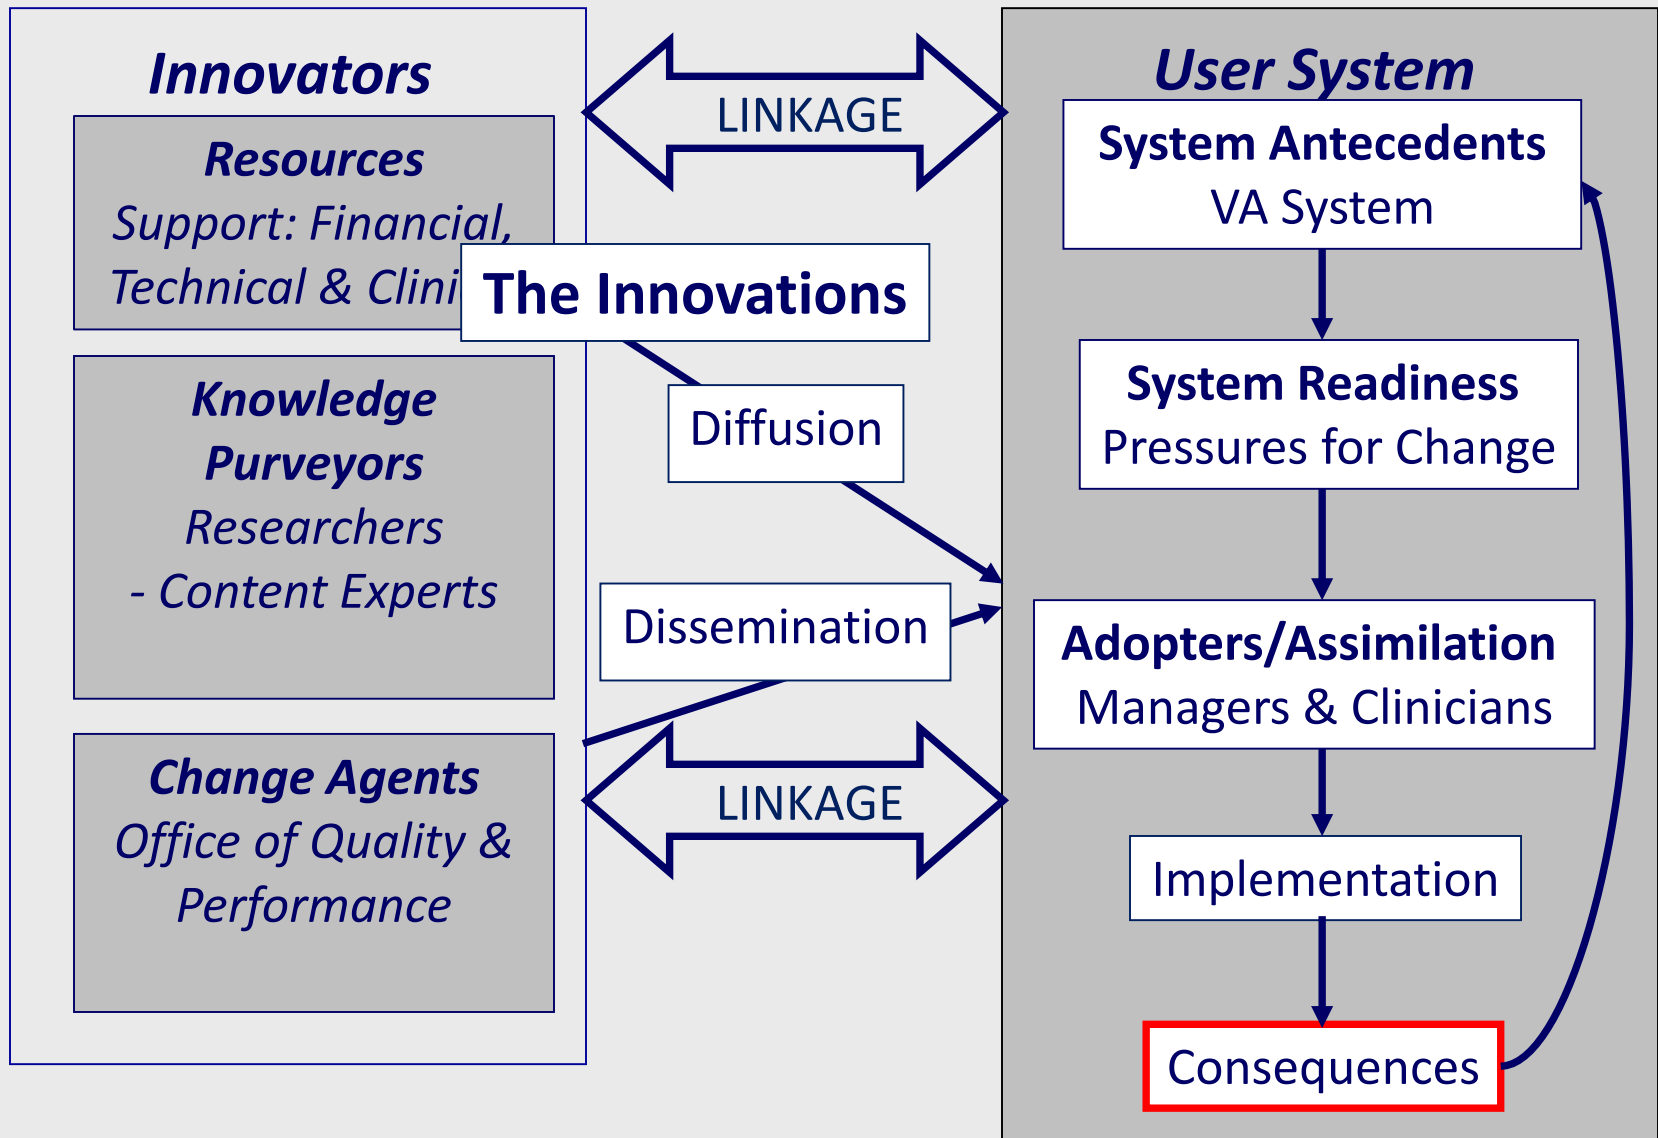 Innovators
Resources
Support: Financial,
Technical &
Knowledge
Purveyors
Researchers
- Content Experts
Change Agents
Office of Quality &
Performance
LINKAGE
The Innovations
Diffusion
Dissemination
LINKAGE
User System
System Antecedents
VA System
System Readiness
Pressures for Change
Adopters/Assimilation
Managers & Clinicians
Implementation
Consequences